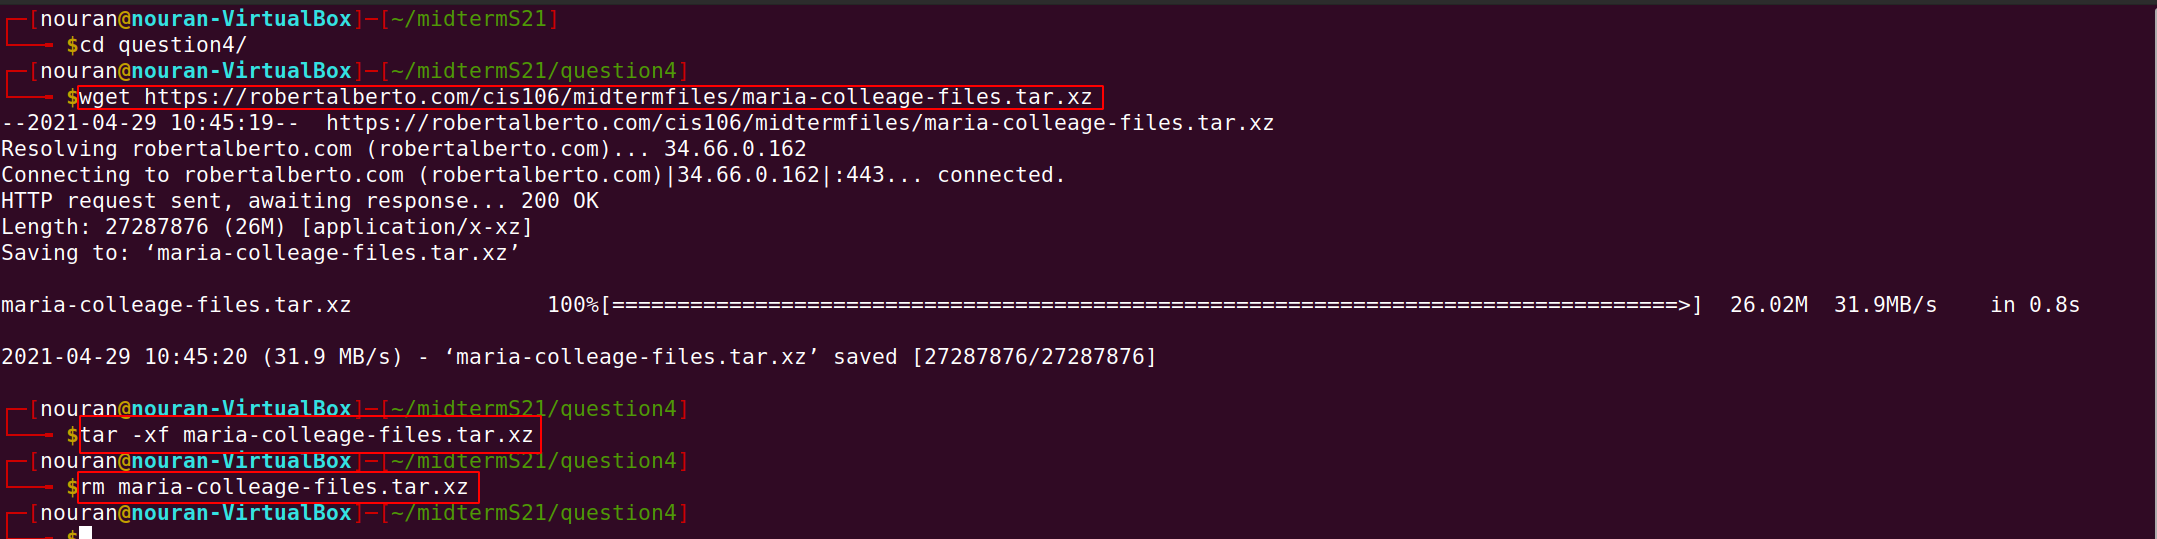 [nouran@nouran-VirtualBox]─[~/midtermS21]
$cd question4/
[nouran@nouran-VirtualBox]─[~/midtermS21/question4]
$wget https://robertalberto.com/cis106/midtermfiles/maria-colleage-files.tar.xz
--2021-04-29 10:45:19--  https://robertalberto.com/cis106/midtermfiles/maria-colleage-files.tar.xz
Resolving robertalberto.com (robertalberto.com)... 34.66.0.162
Connecting to robertalberto.com (robertalberto.com)|34.66.0.162|:443... connected.
HTTP request sent, awaiting response... 200 OK
Length: 27287876 (26M) [application/x-xz]
Saving to: ‘maria-colleage-files.tar.xz’
maria-colleage-files.tar.xz               100%[==================================================================================>]  26.02M  31.9MB/s    in 0.8s
2021-04-29 10:45:20 (31.9 MB/s) - ‘maria-colleage-files.tar.xz’ saved [27287876/27287876]
[nouran@nouran-VirtualBox]─[~/midtermS21/question4]
$tar -xf maria-colleage-files.tar.xz
[nouran@nouran-VirtualBox]─[~/midtermS21/question4]
$rm maria-colleage-files.tar.xz
[nouran@nouran-VirtualBox]─[~/midtermS21/question4]
$